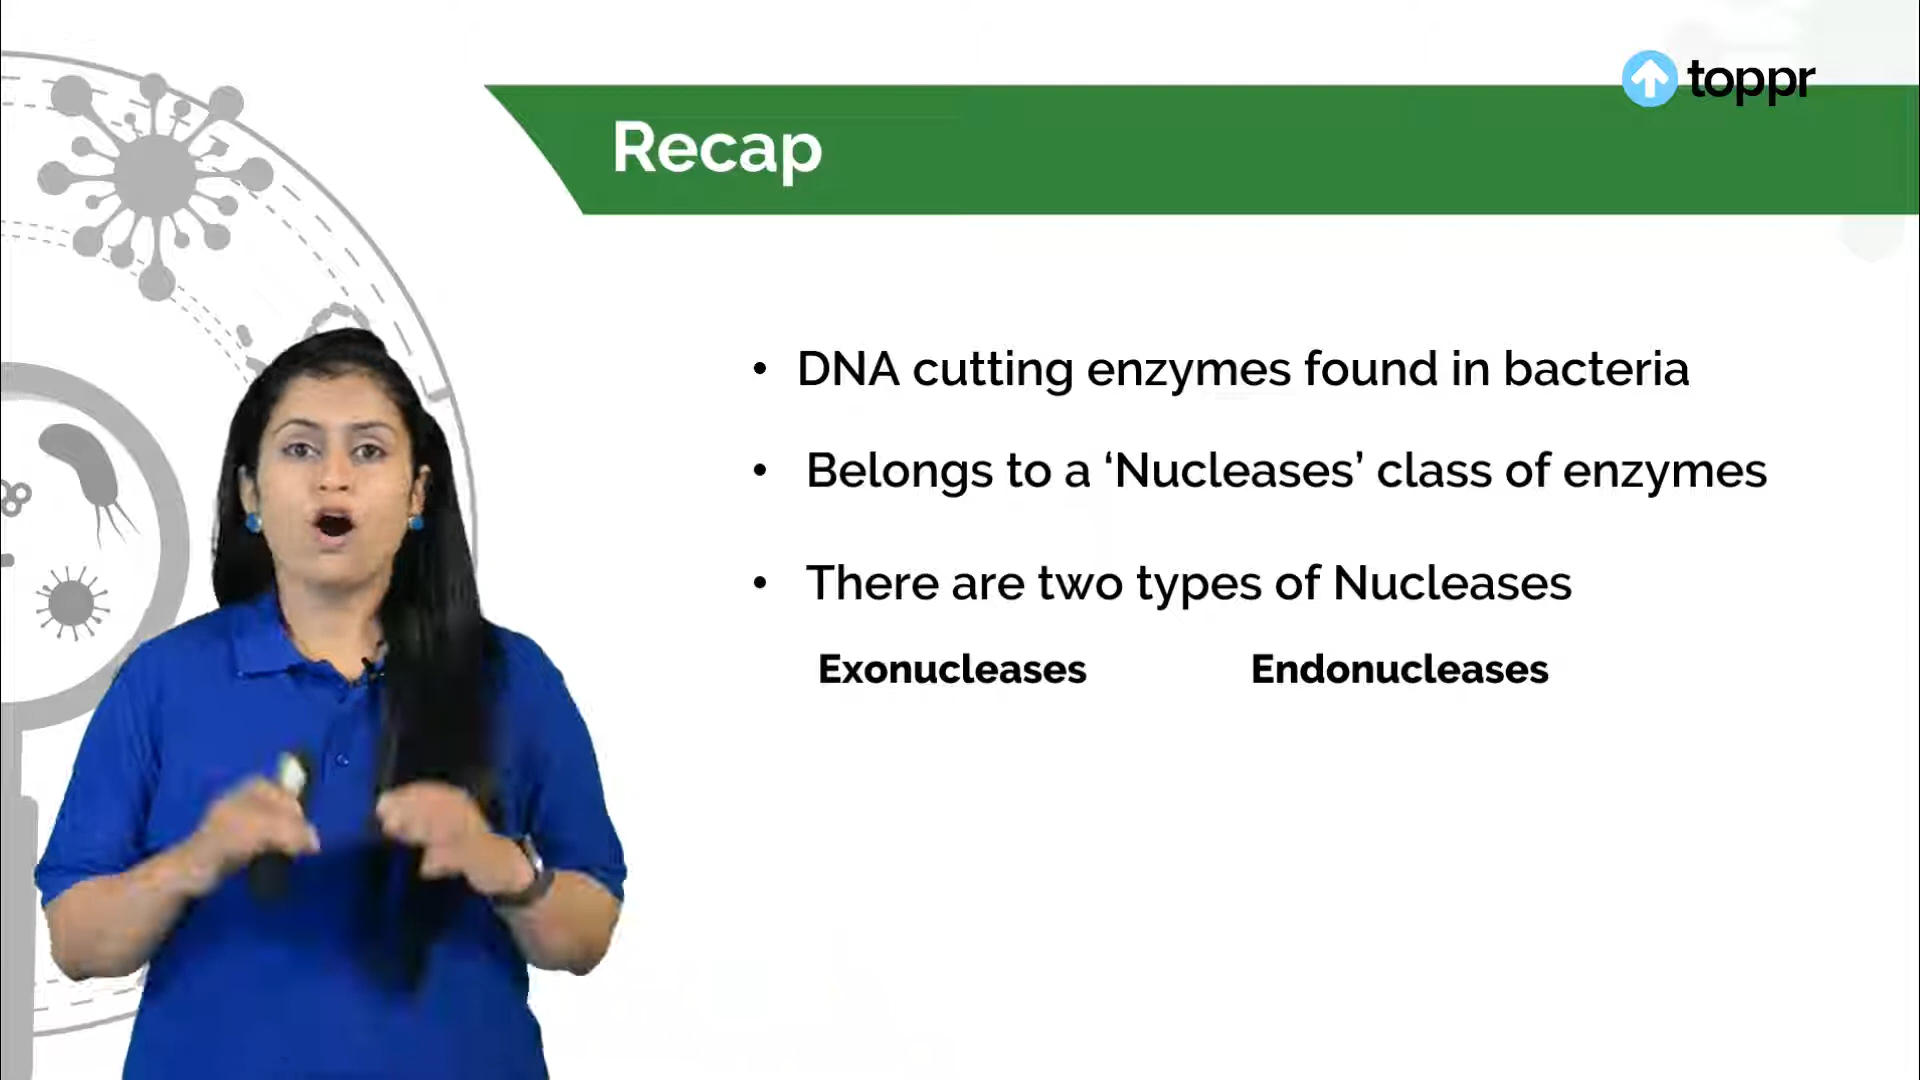 toppr
Recap
• DNA cutting enzymes found in bacteria
• Belongs to a ‘Nucleases’ class of enzymes
• There are two types of Nucleases
Exonucleases Endonucleases